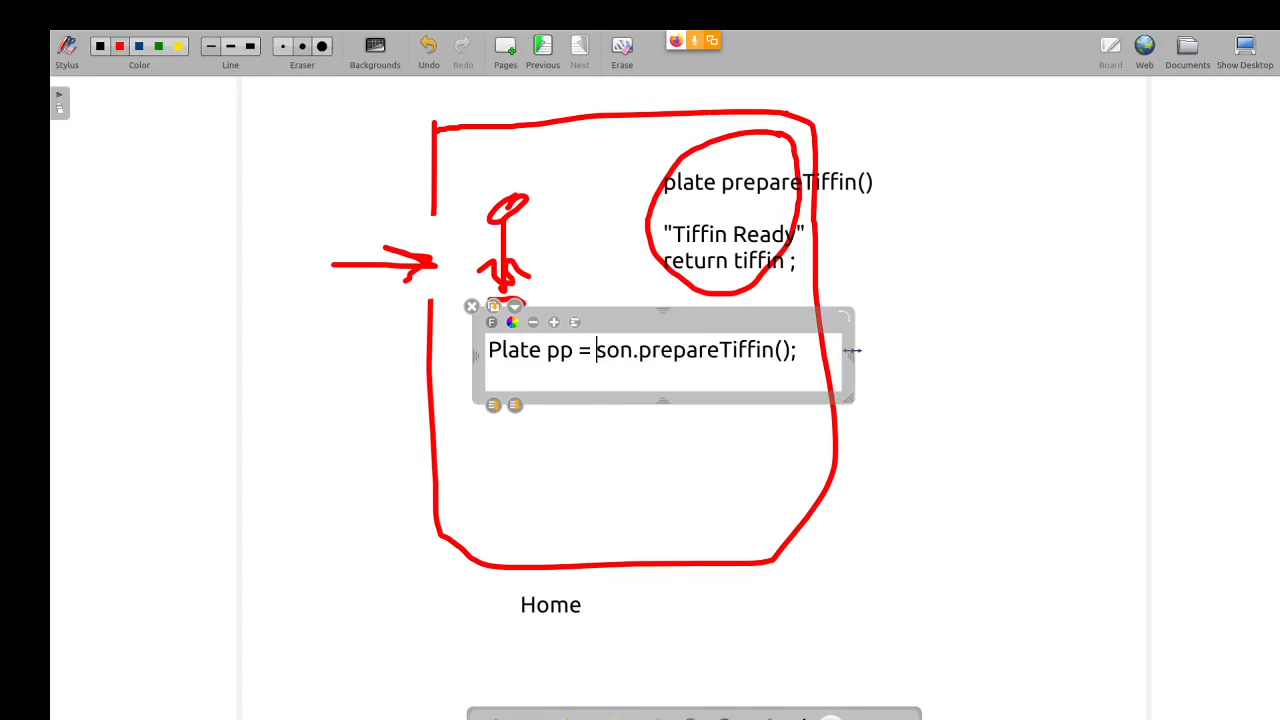 Stylus
Color
Line
Eraser
Backgrounds
Undo
Redo
Pages
Previous
Next
Erase
Board
Web
Documents
Show Desktop
plate prepareTiffin()
"Tiffin Ready"
return tiffin ;
F
Plate pp = son.prepareTiffin();
Home